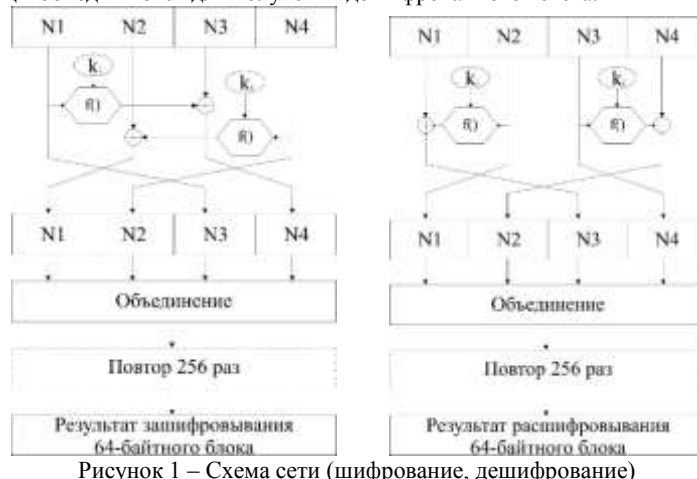 N1 N2 N3 N4
k
f()
k
f()
N1 N2 N3 N4
Объединение
Повтор 256 раз
Результат зашифровывания
64-байтного блока
N1 N2 N3 N4
k
f()
k
f()
N1 N2 N3 N4
Объединение
Повтор 256 раз
Результат расшифровывания
64-байтного блока
Рисунок 1 – Схема сети (шифрование, дешифрование)